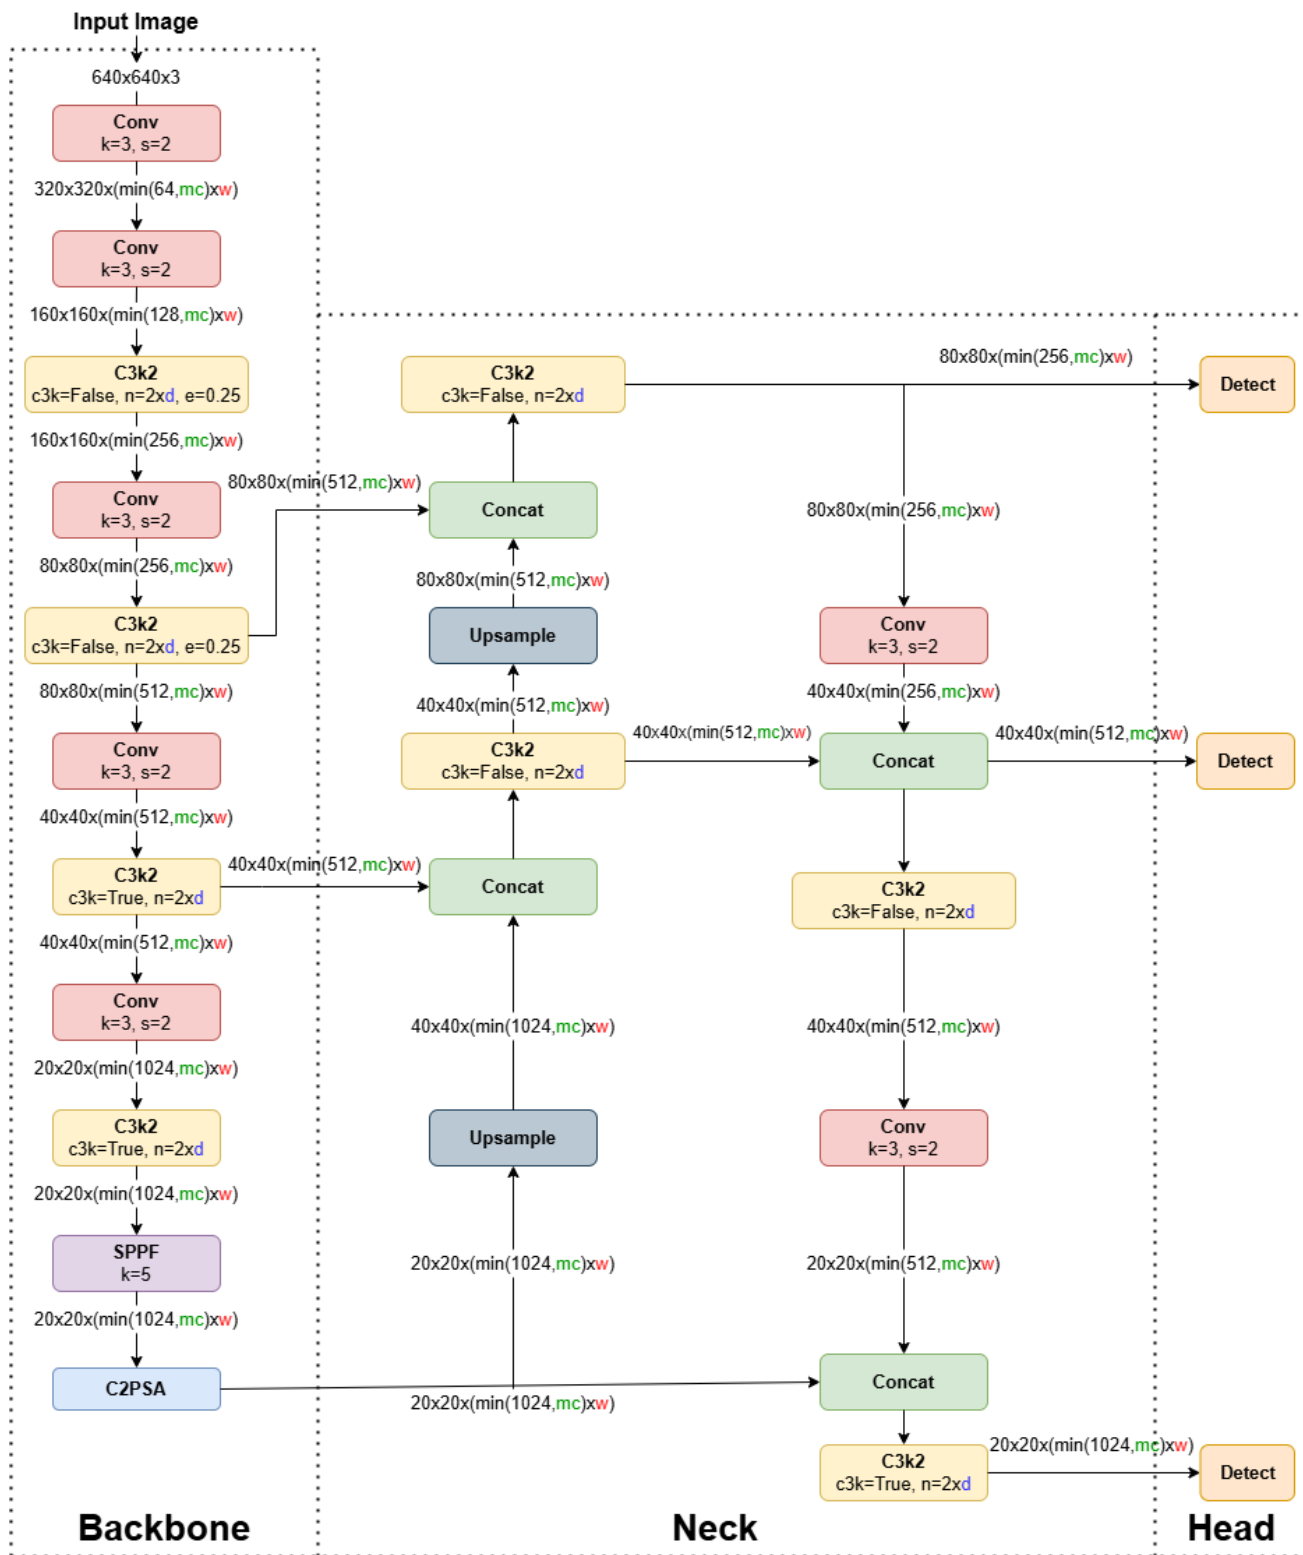 Input Image
640x640x3
Conv
k=3, s=2
320x320x(min(64,mc)xw)
Conv
k=3, s=2
160x160x(min(128,mc)xw)
C3k2
c3k=False, n=2xd, e=0.25
160x160x(min(256,mc)xw)
Conv
k=3, s=2
80x80x(min(256,mc)xw)
C3k2
c3k=False, n=2xd, e=0.25
80x80x(min(512,mc)xw)
Conv
k=3, s=2
40x40x(min(512,mc)xw)
C3k2
c3k=True, n=2xd
40x40x(min(512,mc)xw)
Conv
k=3, s=2
20x20x(min(1024,mc)xw)
C3k2
c3k=True, n=2xd
20x20x(min(1024,mc)xw)
SPPF
k=5
20x20x(min(1024,mc)xw)
C2PSA
Backbone
C3k2
c3k=False, n=2xd
80x80x(min(512,mc)xw)
Concat
80x80x(min(512,mc)xw)
Upsample
40x40x(min(512,mc)xw)
C3k2
c3k=False, n=2xd
40x40x(min(512,mc)xw)
Concat
40x40x(min(1024,mc)xw)
Upsample
20x20x(min(1024,mc)xw)
20x20x(min(1024,mc)xw)
80x80x(min(256,mc)xw)
80x80x(min(256,mc)xw)
Conv
k=3, s=2
40x40x(min(256,mc)xw)
40x40x(min(512,mc)xw)
Concat
40x40x(min(512,mc)xw)
C3k2
c3k=False, n=2xd
40x40x(min(512,mc)xw)
Conv
k=3, s=2
20x20x(min(512,mc)xw)
Concat
C3k2
c3k=True, n=2xd
20x20x(min(1024,mc)xw)
Neck
Detect
Detect
Detect
Head